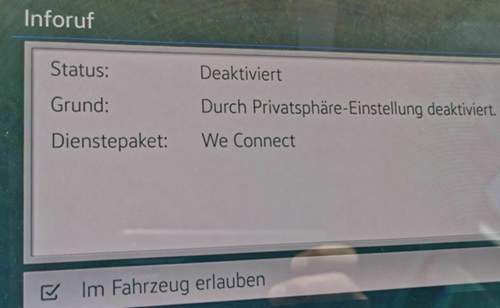 Inforuf
Status: Deaktiviert
Grund: Durch Privatsphäre-Einstellung deaktiviert.
Dienstepaket: We Connect
Im Fahrzeug erlauben